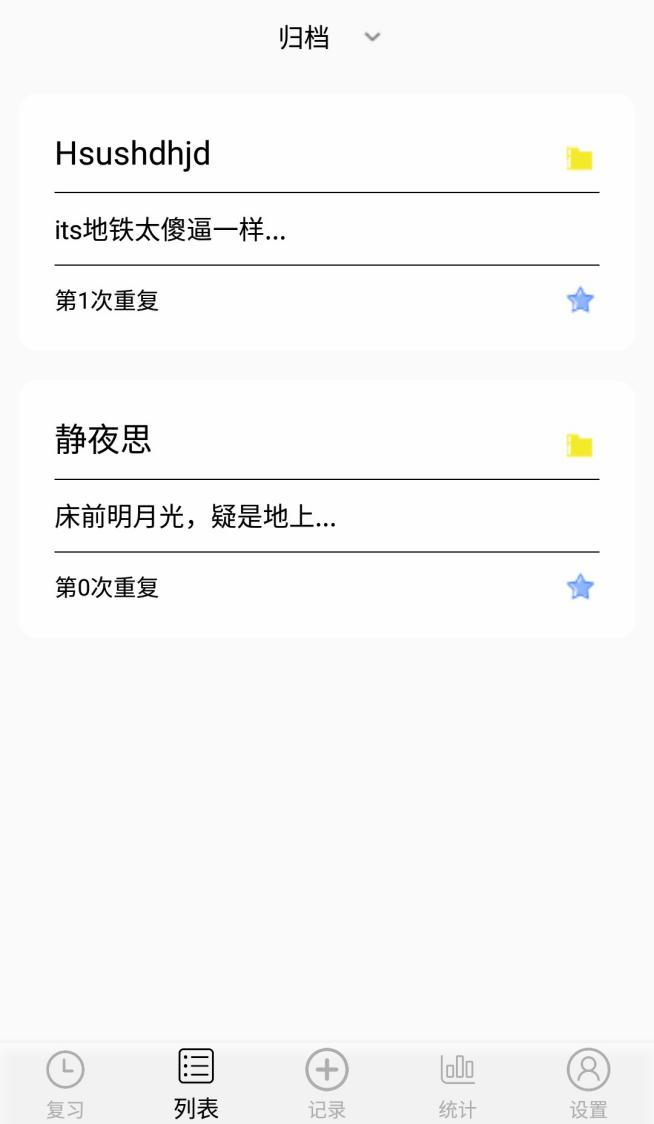 归档
Hsushdhjd
its地铁太傻逼一样...
第1次重复
静夜思
床前明月光，疑是地上...
第0次重复
复习
列表
记录
统计
设置